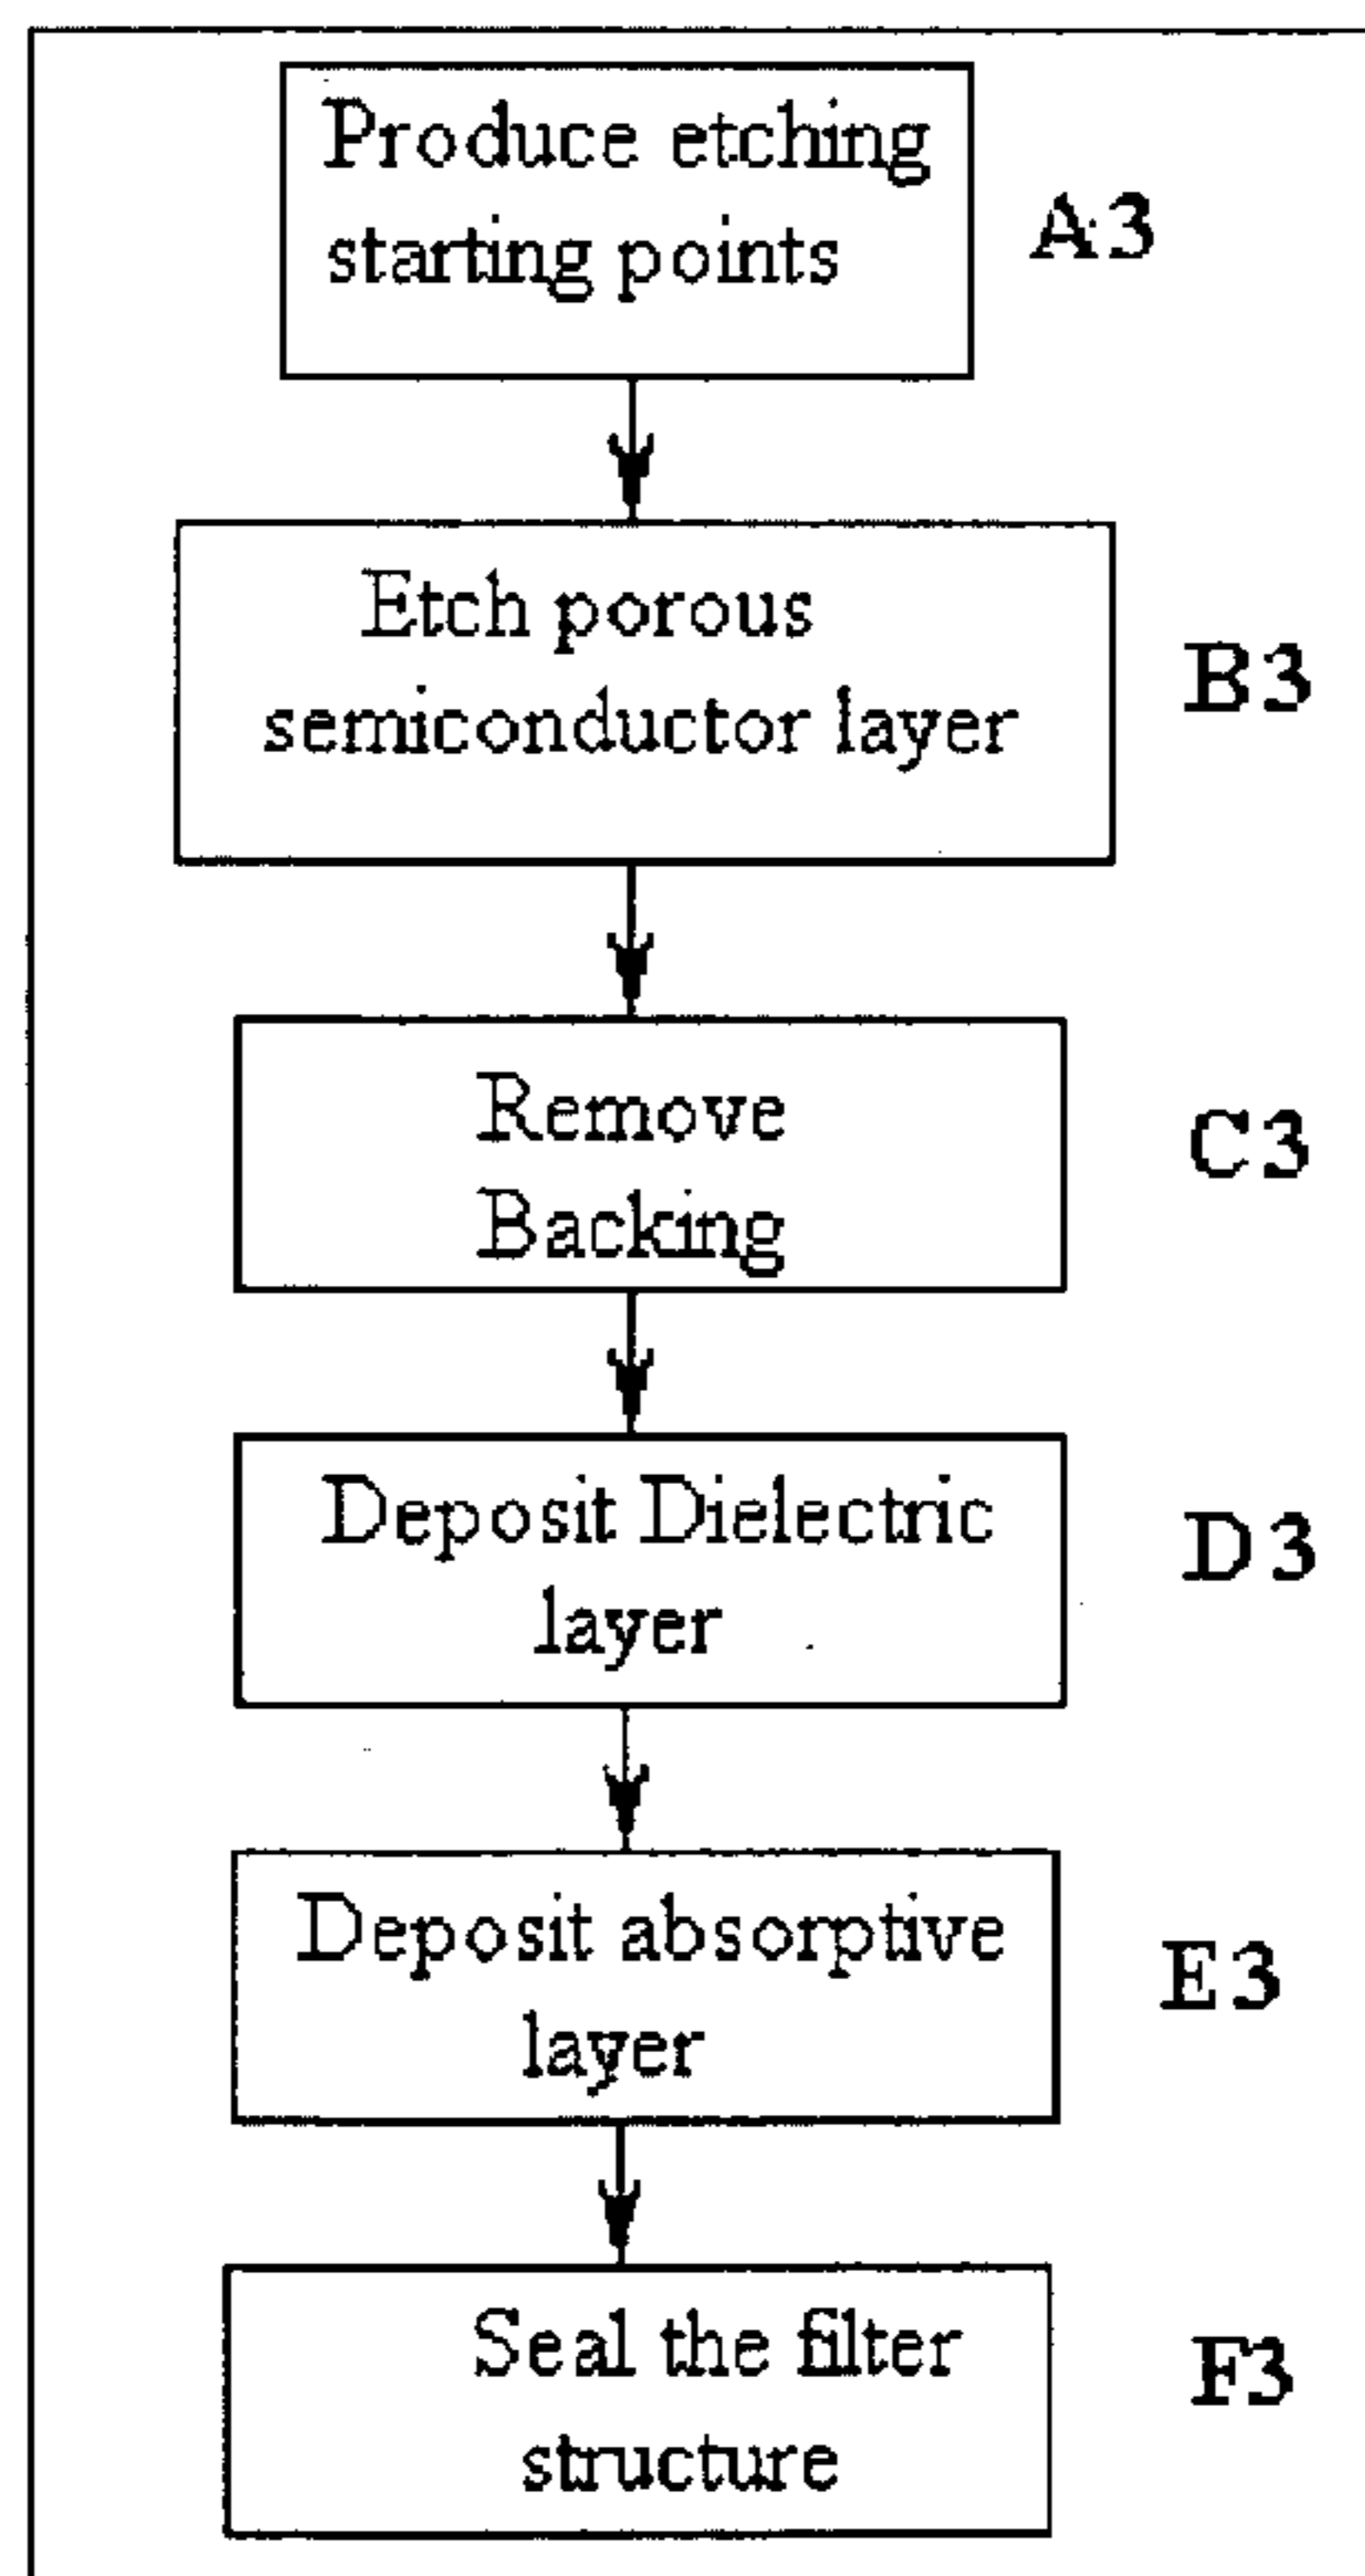 Produce etching
starting points
A3
Etch porous
semiconductor layer
B3
Remove
Backing
C3
Deposit Dielectric
layer
D3
Deposit absorptive
layer
E3
Seal the filter
structure
F3